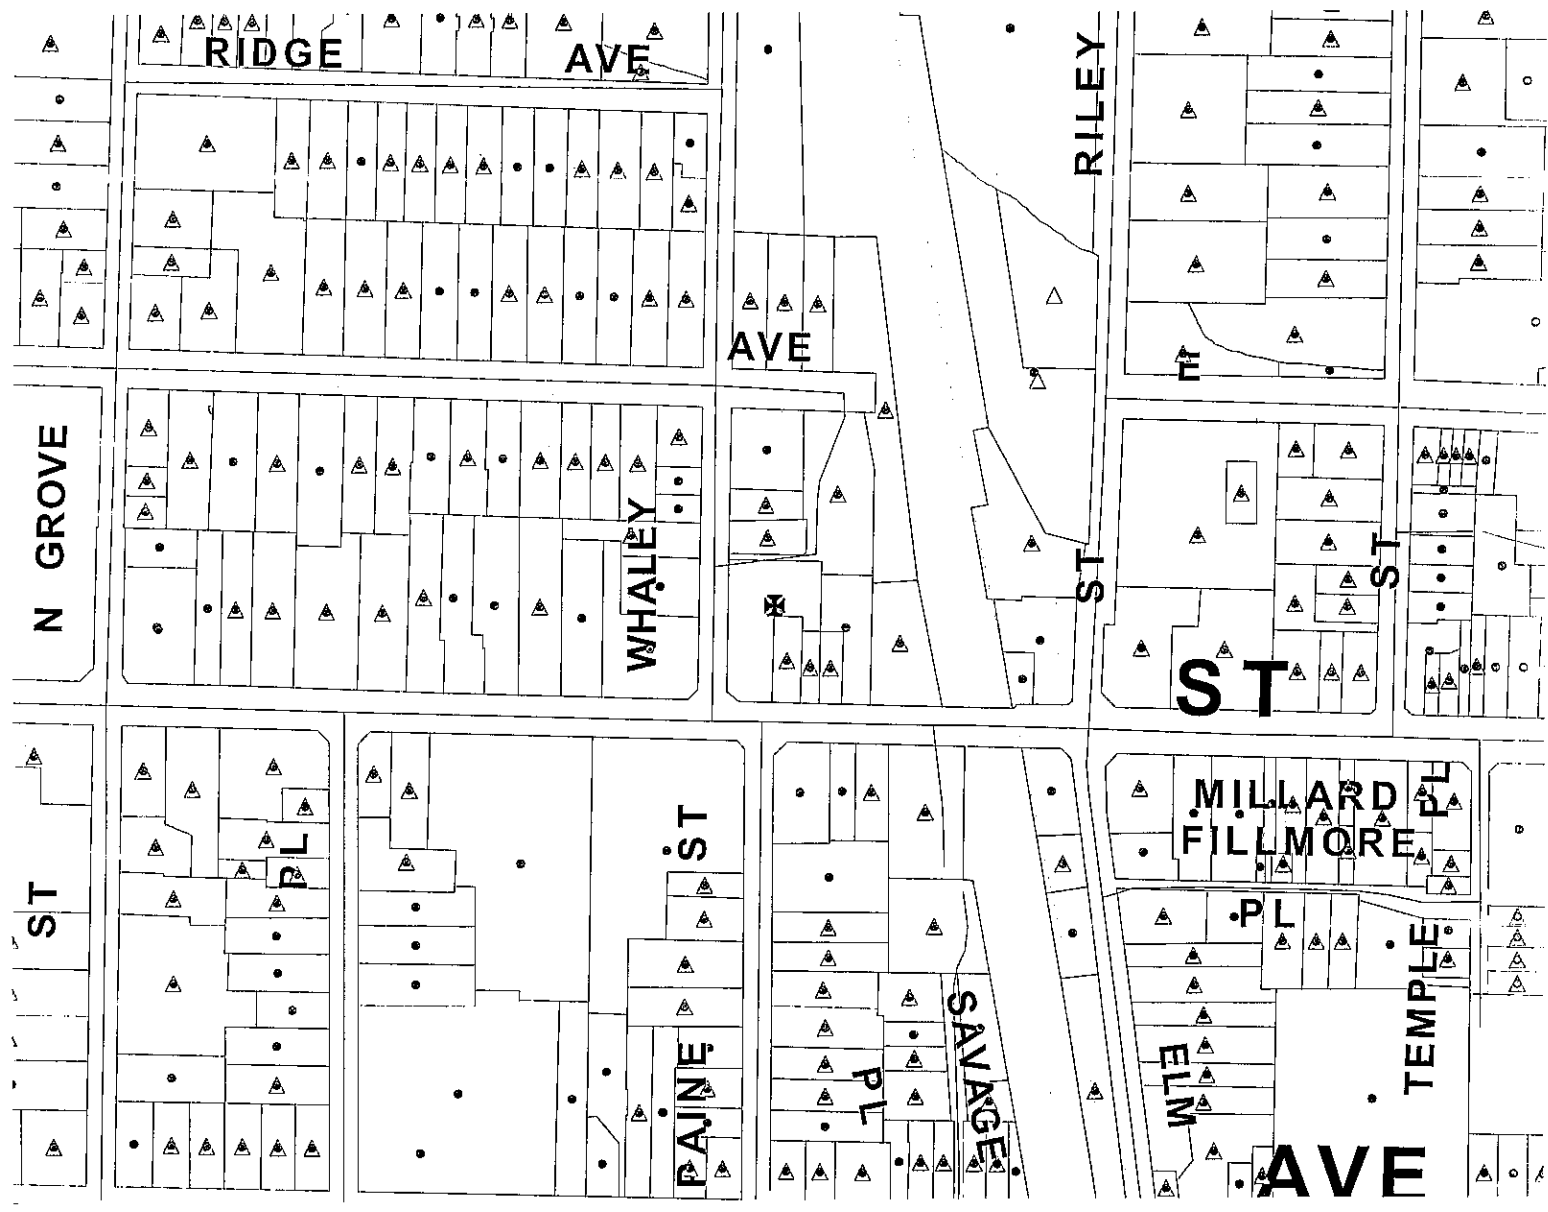 RIDGE AVE
RILEY
AVE
E
N GROVE
WHALEY
ST
ST
ST
MILLARD
FILLMORE
PL
PL
PL
ST
ST
PAINE
PL
SAVAGE
ELM
TEMPLE
AVE